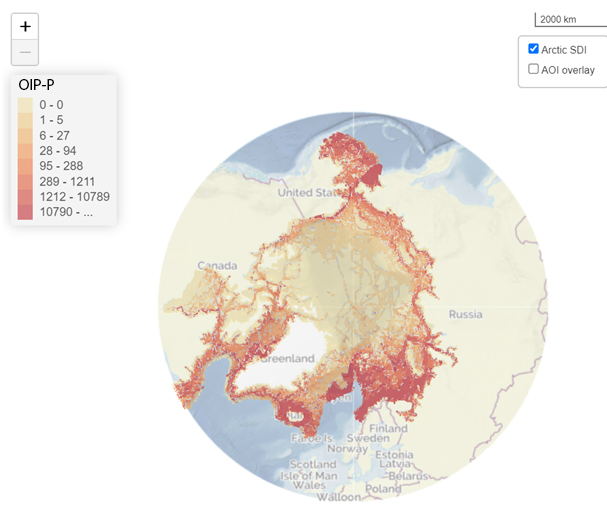 +
−
2000 km
Arctic SDI
AOI overlay
OIP-P
0 - 0
1 - 5
6 - 27
28 - 94
95 - 288
289 - 1211
1212 - 10789
10790 - ...
United Sta
Canada
Russia
Greenland
Finland
Faroe Is
Sweden
Norway
Estonia
Scotland
Latvia
Isle of Man
Belarus
Wales
Poland
Walloon